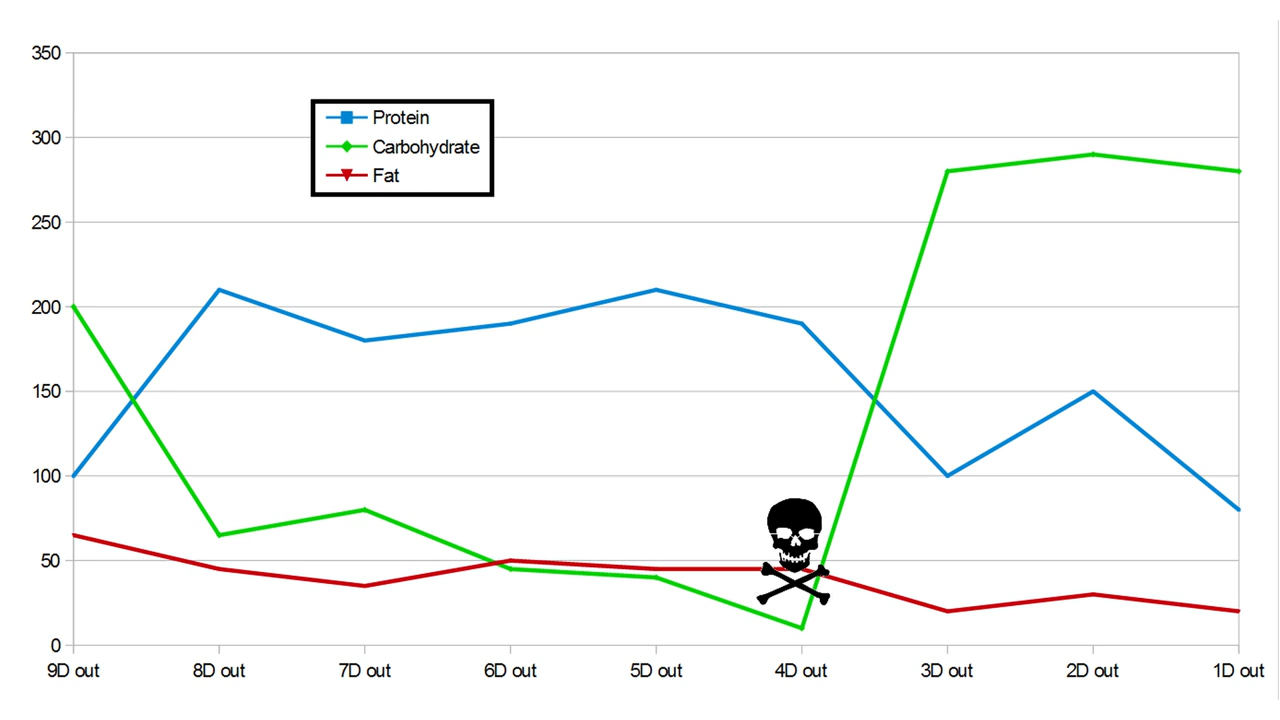 350
Protein
300
Carbohydrate
Fat
250
200
150
100
50
0
9D out 8D out 7D out 6D out 5D out 4D out 3D out 2D out 1D out